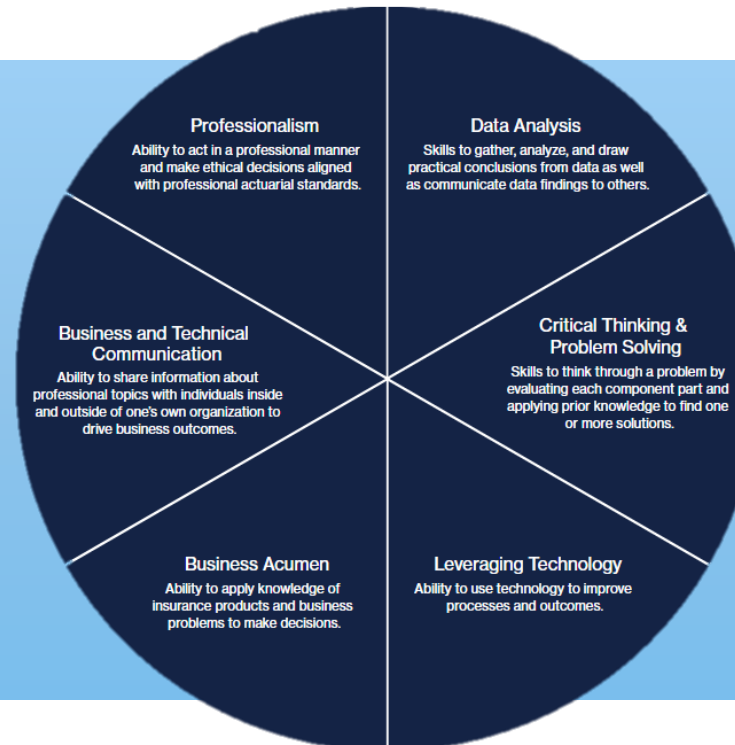 Professionalism
Ability to act in a professional manner
and make ethical decisions aligned
with professional actuarial standards.
Data Analysis
Skills to gather, analyze, and draw
practical conclusions from data as well
as communicate data findings to others.
Business and Technical
Communication
Ability to share information about
professional topics with individuals inside
and outside of one's own organization to
drive business outcomes.
Critical Thinking &
Problem Solving
Skills to think through a problem by
evaluating each component part and
applying prior knowledge to find one
or more solutions.
Business Acumen
Ability to apply knowledge of
insurance products and business
problems to make decisions.
Leveraging Technology
Ability to use technology to improve
processes and outcomes.